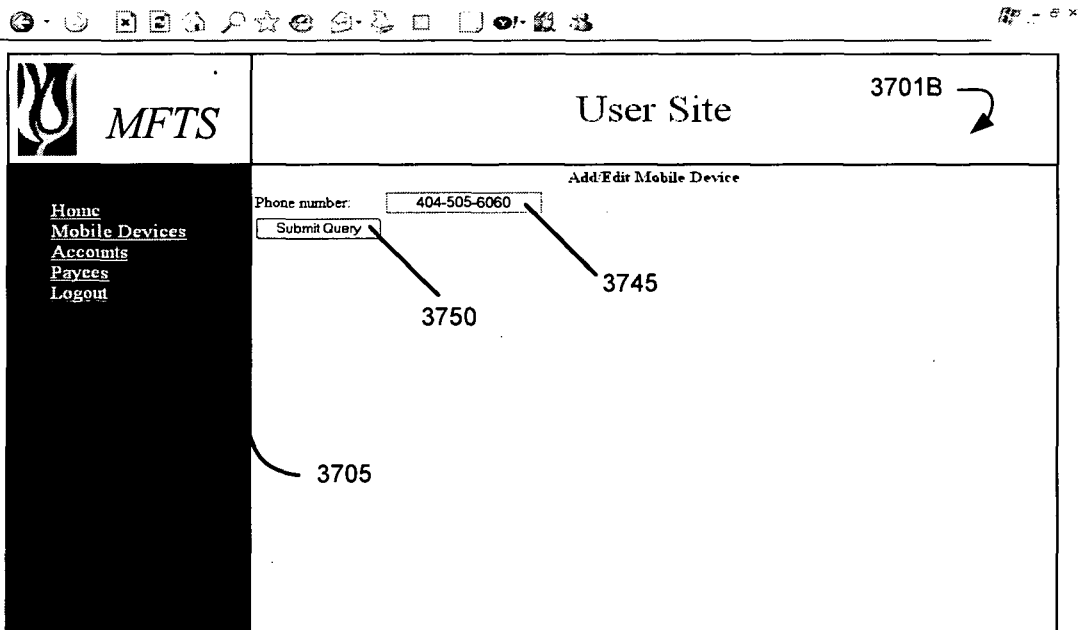 MFTS
User Site
3701B
Add/Edit Mobile Device
Home
Mobile Devices
Accounts
Payees
Logout
Phone number: 404-505-6060
Submit Query
3745
3750
3705